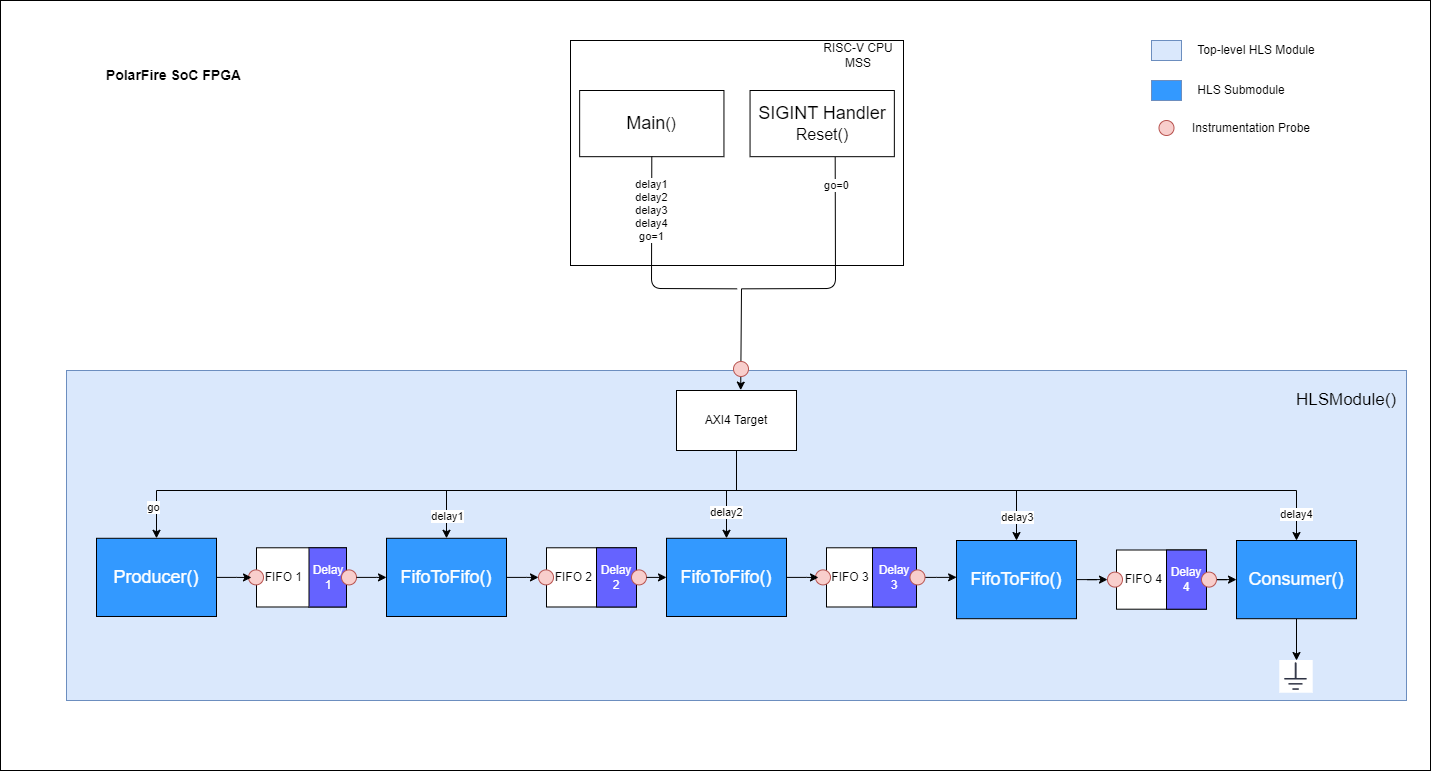 PolarFire SoC FPGA
RISC-V CPU
MSS
Main()
SIGINT Handler
Reset()
delay1
delay2
delay3
delay4
go=1
go=0
Top-level HLS Module
HLS Submodule
Instrumentation Probe
HLSModule()
AXI4 Target
go
delay1
delay2
delay3
delay4
Producer()
FIFO 1
Delay
1
FifoToFifo()
FIFO 2
Delay
2
FifoToFifo()
FIFO 3
Delay
3
FifoToFifo()
FIFO 4
Delay
4
Consumer()